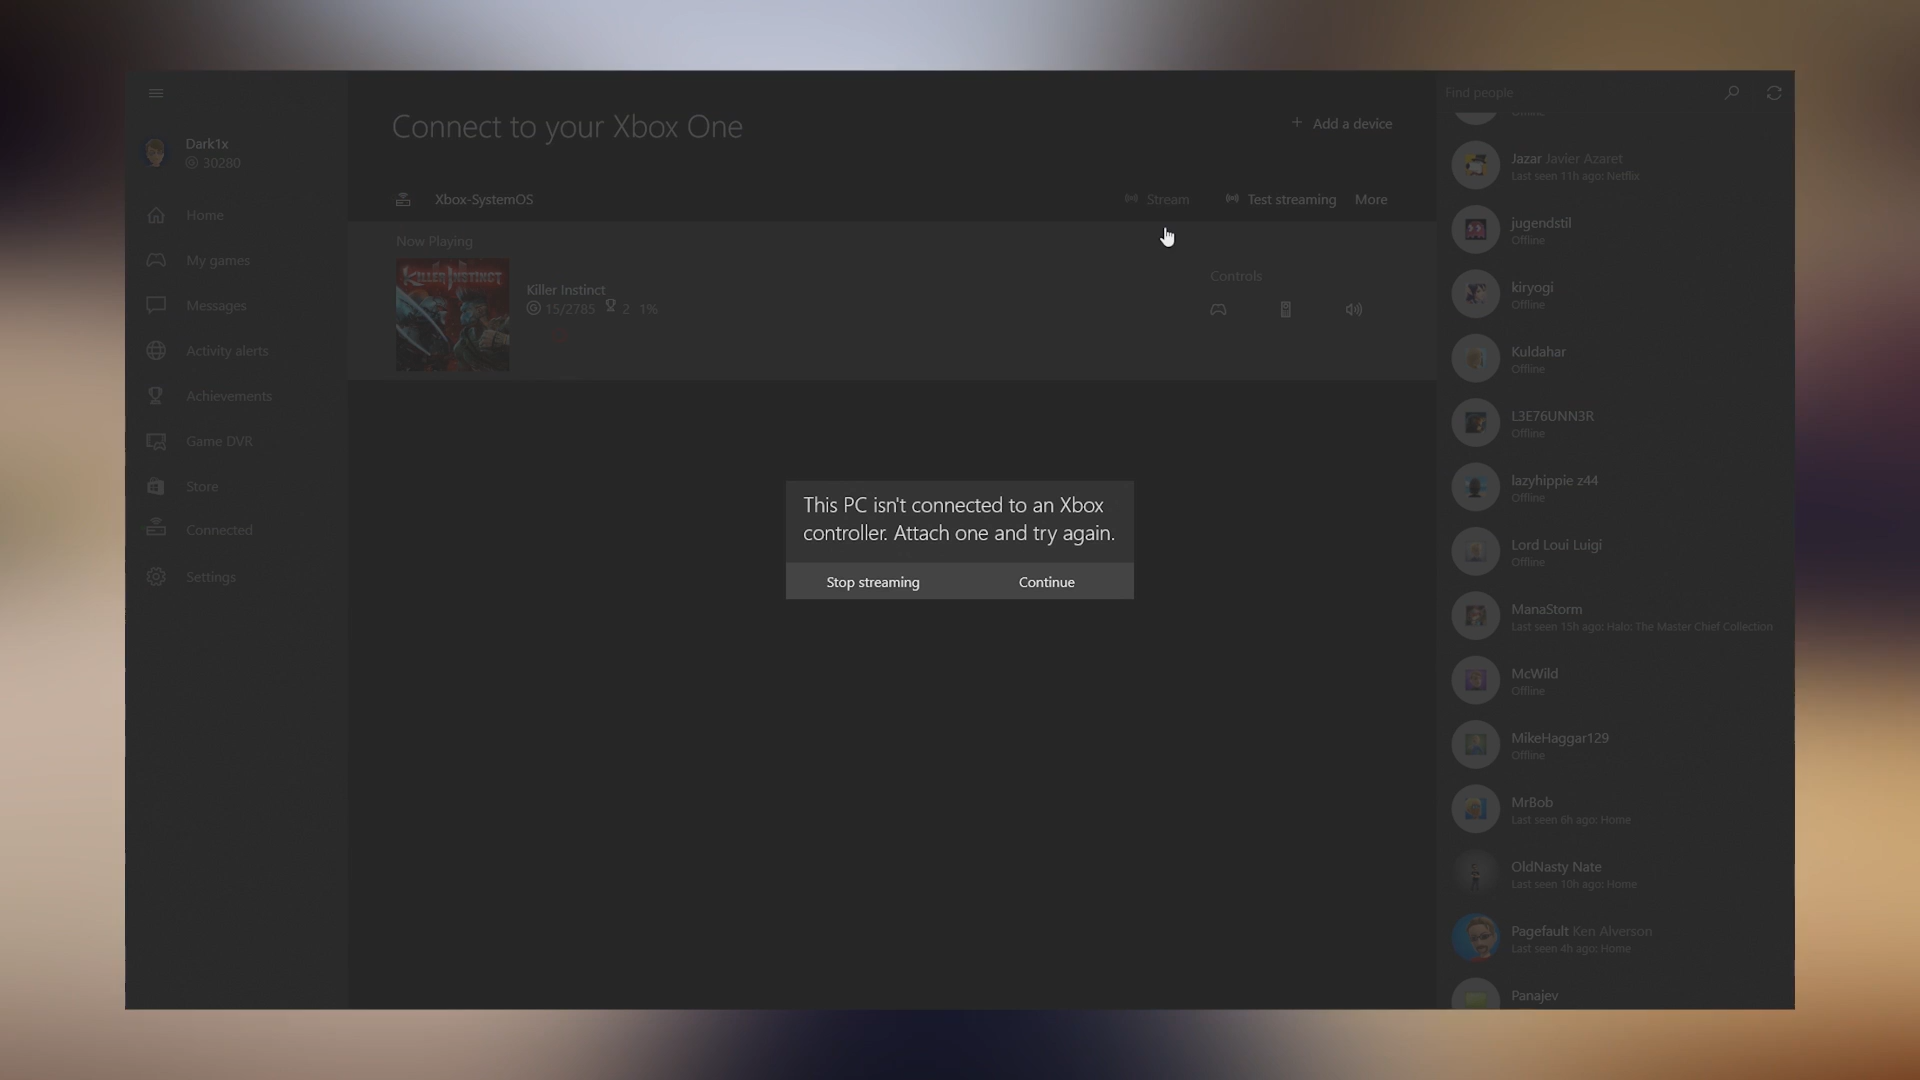 Dark1x
30280
Home
My games
Messages
Activity alerts
Achievements
Game DVR
Store
Connected
Settings
Connect to your Xbox One
+ Add a device
Xbox-SystemOS
Stream
Test streaming
More
Now Playing
KILLER INSTINCT
Killer Instinct
15/2785 2 1%
Controls
This PC isn't connected to an Xbox
controller. Attach one and try again.
Stop streaming
Continue
Find people
Offline
Jazar Javier Azaret
Last seen 11h ago: Netflix
jugendstil
Offline
kiryogi
Offline
Kuldahar
Offline
L3E76UNN3R
Offline
lazyhippie z44
Offline
Lord Loui Luigi
Offline
ManaStorm
Last seen 15h ago: Halo: The Master Chief Collection
McWild
Offline
MikeHaggar129
Offline
MrBob
Last seen 6h ago: Home
OldNasty Nate
Last seen 10h ago: Home
Pagefault Ken Alverson
Last seen 4h ago: Home
Panajev